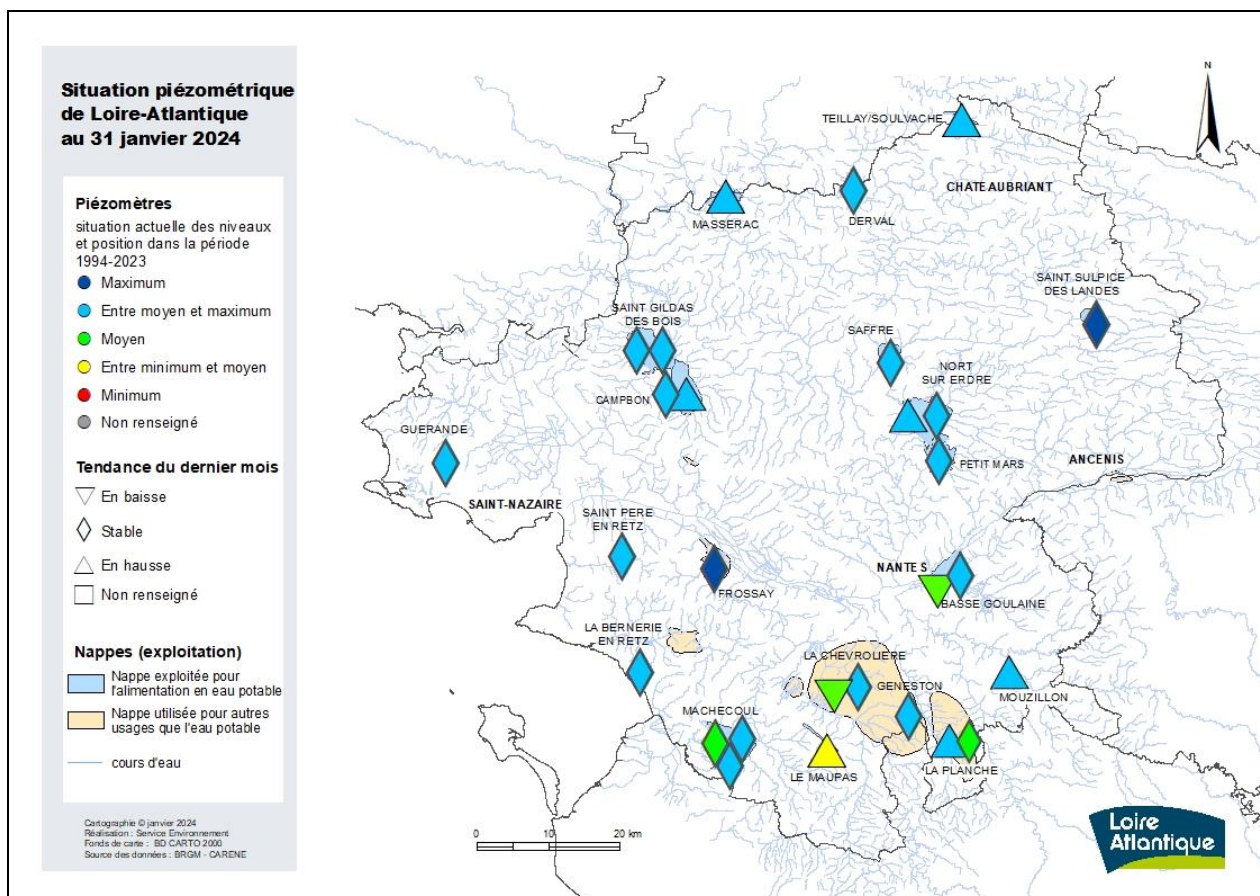 Situation piézométrique
de Loire-Atlantique
au 31 janvier 2024
Piézomètres
situation actuelle des niveaux
et position dans la période
1994-2023
Maximum
Entre moyen et maximum
Moyen
Entre minimum et moyen
Minimum
Non renseigné
Tendance du dernier mois
En baisse
Stable
En hausse
Non renseigné
Nappes (exploitation)
Nappe exploitée pour
l'alimentation en eau potable
Nappe utilisée pour autres
usages que l'eau potable
cours d'eau
Cartographie © janvier 2024
Réalisation : Service Environnement
Fonds de carte : BD CARTO 2000
Source des données : BRGM - CARENE
N
TEILLAY/SOULVACHE
CHATEAUBRIANT
MASSERAC
DERVAL
SAINT SULPICE
DES LANDES
SAINT GILDAS
DES BOIS
SAFFRE
NORT
SUR ERDRE
CAMPBON
GUERANDE
PETIT MARS
ANCENIS
SAINT-NAZAIRE
SAINT PERE
EN RETZ
NANTES
FROSSAY
BASSE GOULAINE
LA BERNERIE
EN RETZ
LA CHEVROLIERE
GENESTON
MOUZILLON
MACHECOUL
LE MAUPAS
LA PLANCHE
0 10 20 km
Loire
Atlantique